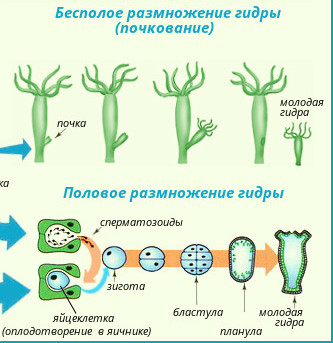 Бесполое размножение гидры
(почкование)
молодая
гидра
почка
ка
Половое размножение гидры
сперматозоиды
зигота
яйцеклетка
(оплодотворение в яичнике)
бластула
планула
молодая
гидра